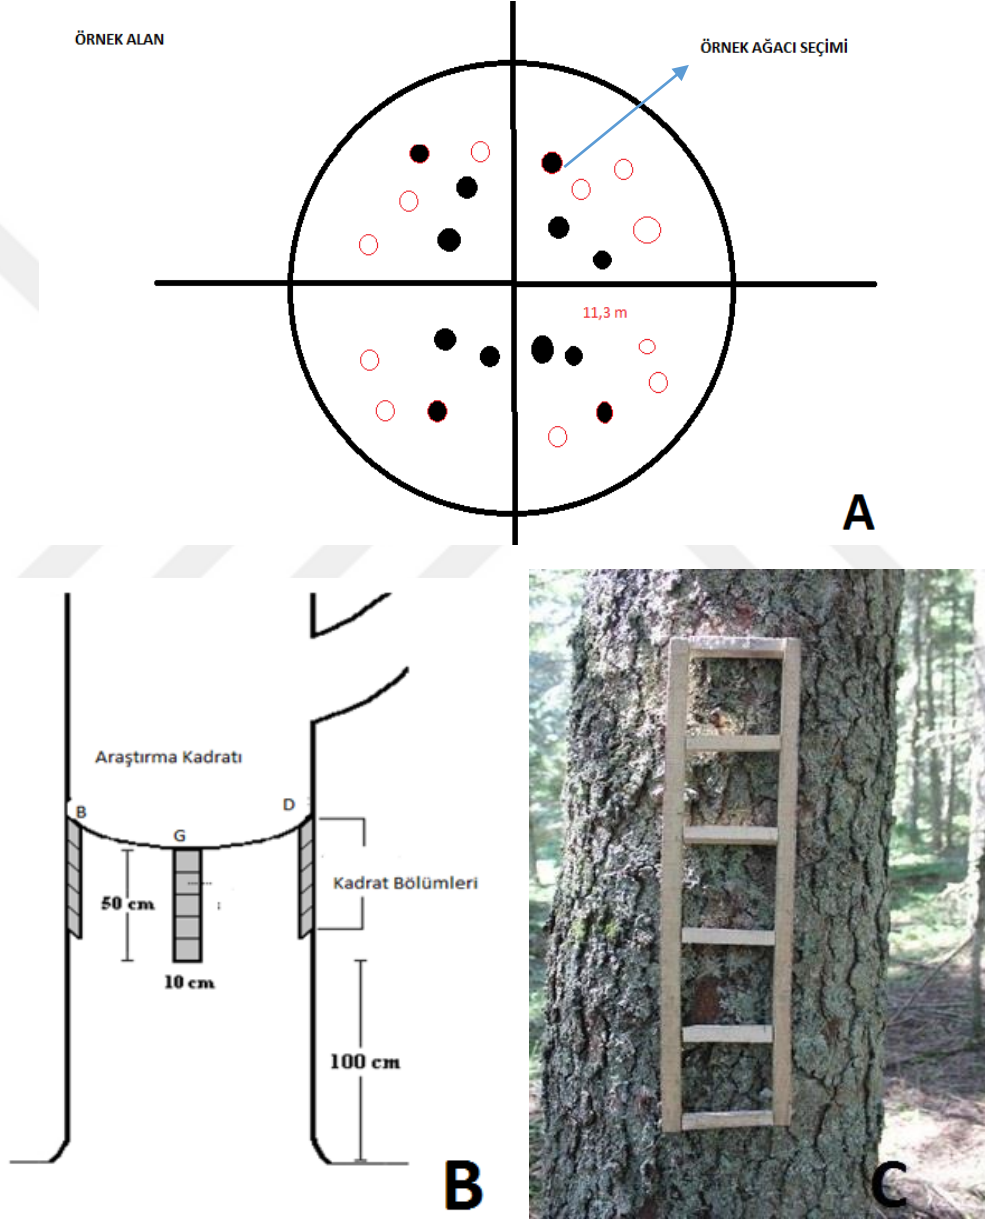 ÖRNEK ALAN
ÖRNEK AĞACI SEÇİMİ
11,3 m
A
Araştırma Kadratı
B
D
G
50 cm
Kadrat Bölümleri
10 cm
100 cm
B
C